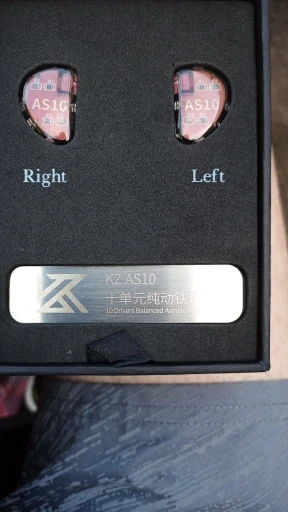 AS10
AS10
Right
Left
KZ AS10
十单元纯动铁
10 Drivers Balanced Armature